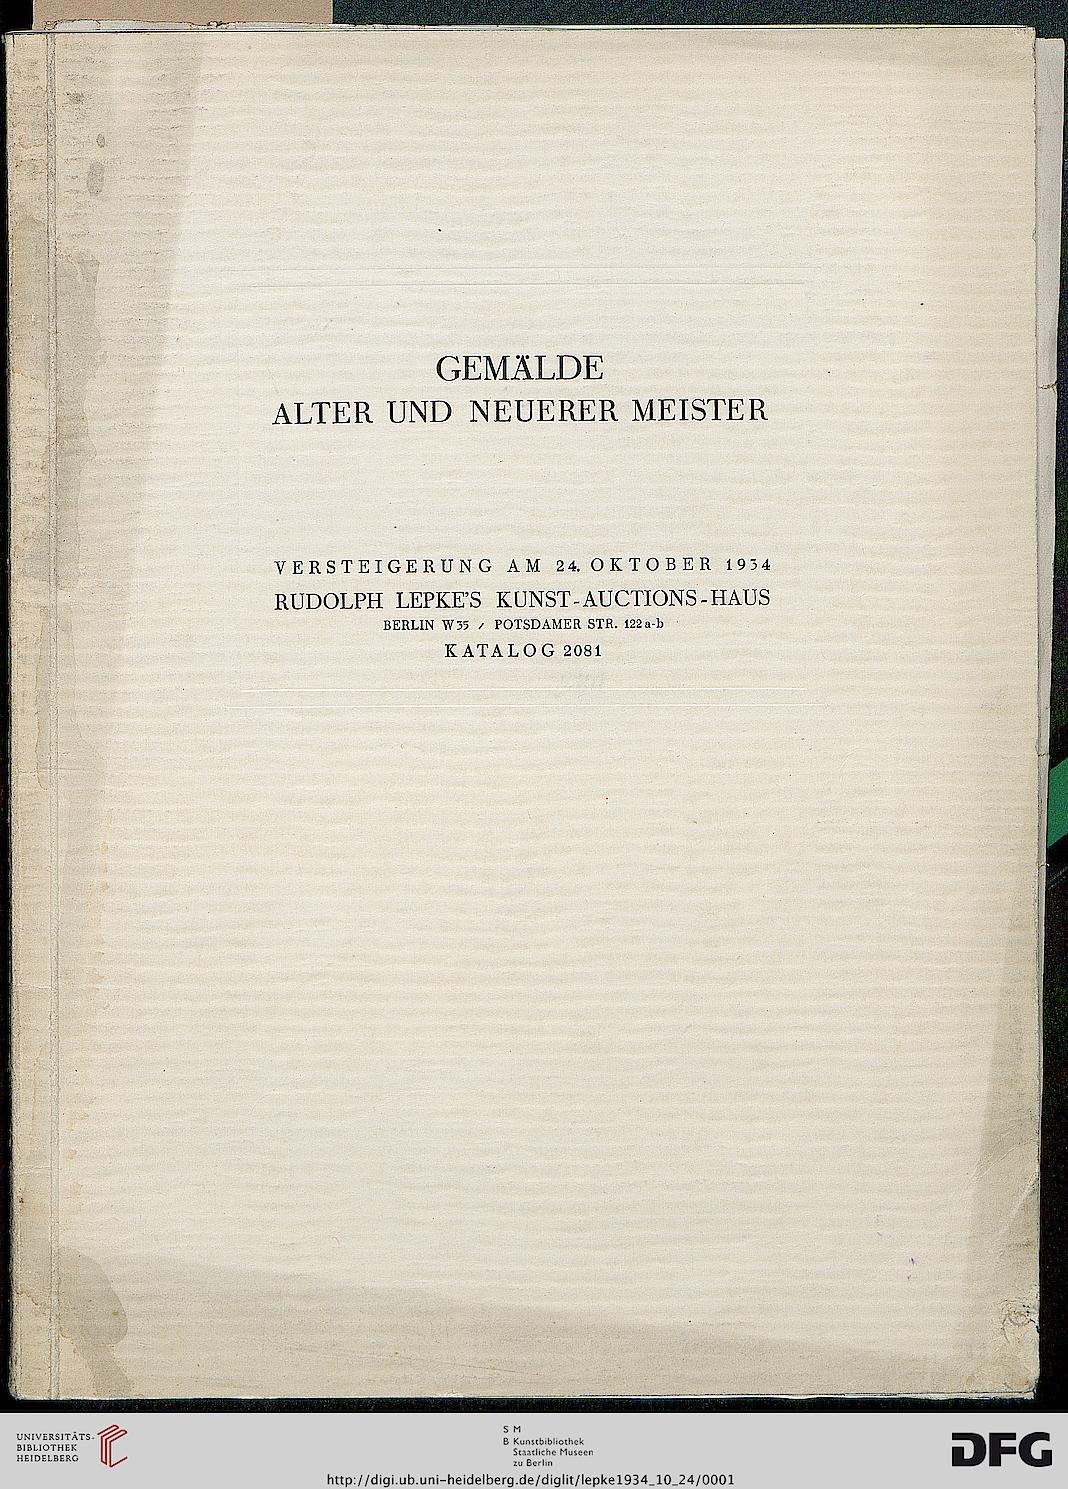 GEMÄLDE
ALTER UND NEUERER MEISTER
VERSTEIGERUNG AM 24. OKTOBER 1934
RUDOLPH LEPKE'S KUNST-AUCTIONS-HAUS
BERLIN W35 / POTSDAMER STR. 122 a-b
KATALOG 2081
UNIVERSITÄTS-
BIBLIOTHEK
HEIDELBERG
S M
B Kunstbibliothek
Staatliche Museen
zu Berlin
DFG
http://digi.ub.uni-heidelberg.de/diglit/lepke1934_10_24/0001